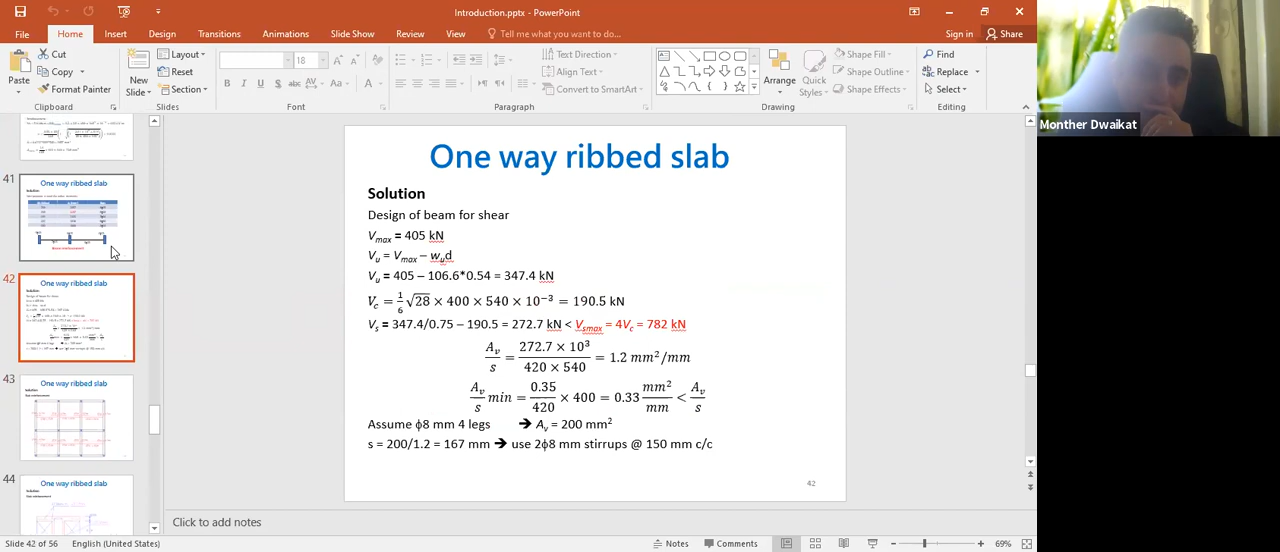 Introduction.pptx - PowerPoint
File Home Insert Design Transitions Animations Slide Show Review View Tell me what you want to do... Sign in Share
Paste Cut Copy Format Painter Clipboard
New Slide Layout Reset Section Slides
18
B I U S abc AV Aa A Font
Text Direction Align Text Convert to SmartArt Paragraph
Arrange Quick Styles Shape Fill Shape Outline Shape Effects Drawing
Find Replace Select Editing
Monther Dwaikat
41
One way ribbed slab
42
One way ribbed slab
43
One way ribbed slab
44
One way ribbed slab
One way ribbed slab
Solution
Design of beam for shear
V_max = 405 kN
V_u = V_max – w_u d
V_u = 405 – 106.6*0.54 = 347.4 kN
V_c = 1/6 √28 × 400 × 540 × 10⁻³ = 190.5 kN
V_s = 347.4/0.75 – 190.5 = 272.7 kN < V_smax = 4V_c = 782 kN
A_v/s = 272.7 × 10³ / 420 × 540 = 1.2 mm²/mm
A_v/s min = 0.35/420 × 400 = 0.33 mm²/mm < A_v/s
Assume ϕ8 mm 4 legs ➔ A_v = 200 mm²
s = 200/1.2 = 167 mm ➔ use 2ϕ8 mm stirrups @ 150 mm c/c
42
Click to add notes
Slide 42 of 56 English (United States) Notes Comments 69%